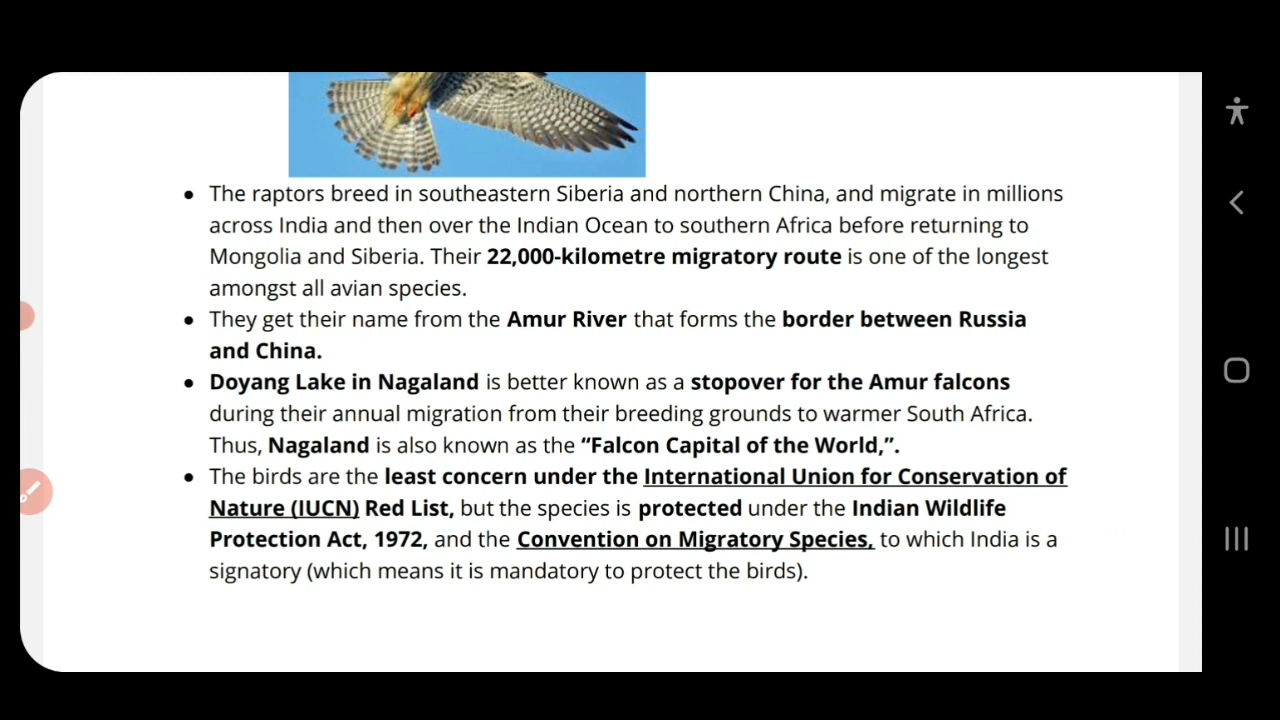 The raptors breed in southeastern Siberia and northern China, and migrate in millions
across India and then over the Indian Ocean to southern Africa before returning to
Mongolia and Siberia. Their 22,000-kilometre migratory route is one of the longest
amongst all avian species.
They get their name from the Amur River that forms the border between Russia
and China.
Doyang Lake in Nagaland is better known as a stopover for the Amur falcons
during their annual migration from their breeding grounds to warmer South Africa.
Thus, Nagaland is also known as the “Falcon Capital of the World,”.
The birds are the least concern under the International Union for Conservation of
Nature (IUCN) Red List, but the species is protected under the Indian Wildlife
Protection Act, 1972, and the Convention on Migratory Species, to which India is a
signatory (which means it is mandatory to protect the birds).